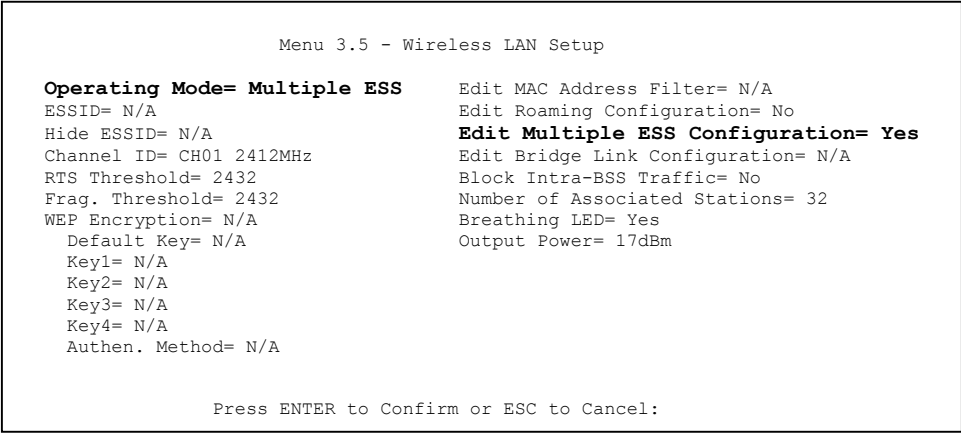 Menu 3.5 - Wireless LAN Setup
Operating Mode= Multiple ESS Edit MAC Address Filter= N/A
ESSID= N/A Edit Roaming Configuration= No
Hide ESSID= N/A Edit Multiple ESS Configuration= Yes
Channel ID= CH01 2412MHz Edit Bridge Link Configuration= N/A
RTS Threshold= 2432 Block Intra-BSS Traffic= No
Frag. Threshold= 2432 Number of Associated Stations= 32
WEP Encryption= N/A Breathing LED= Yes
Default Key= N/A Output Power= 17dBm
Key1= N/A
Key2= N/A
Key3= N/A
Key4= N/A
Authen. Method= N/A
Press ENTER to Confirm or ESC to Cancel: